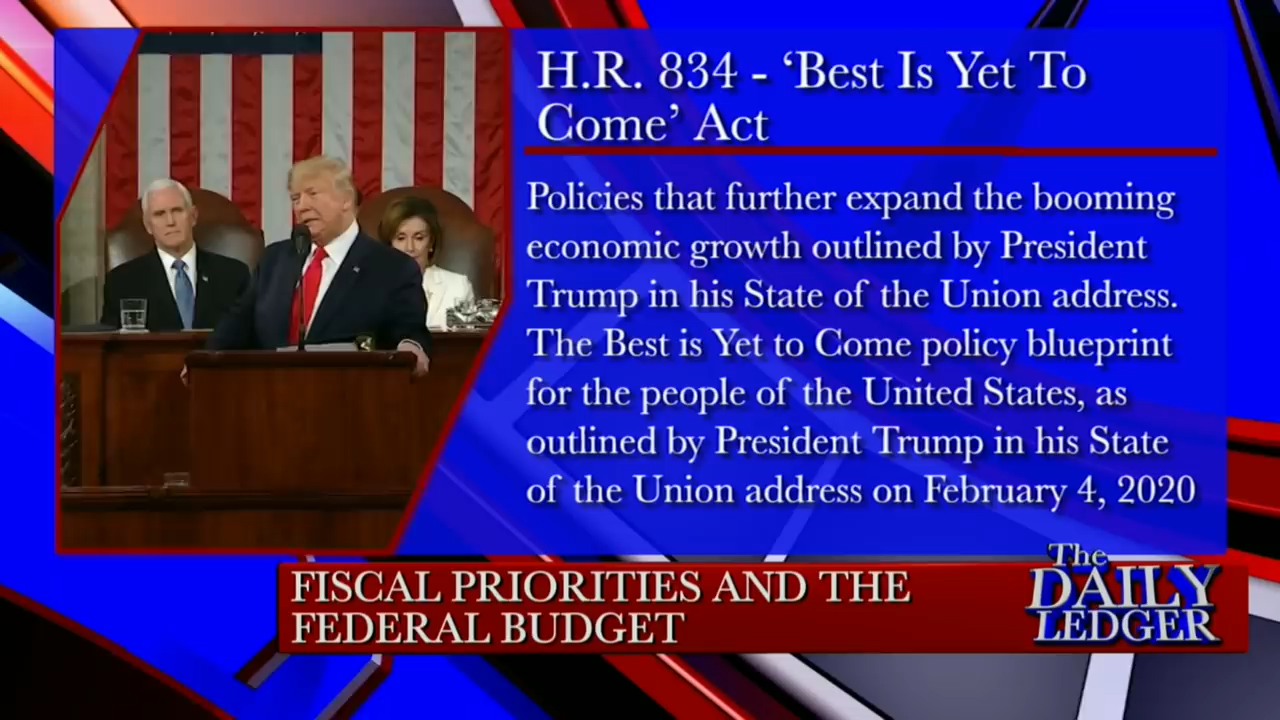 H.R. 834 - ‘Best Is Yet To
Come’ Act
Policies that further expand the booming
economic growth outlined by President
Trump in his State of the Union address.
The Best is Yet to Come policy blueprint
for the people of the United States, as
outlined by President Trump in his State
of the Union address on February 4, 2020
FISCAL PRIORITIES AND THE
FEDERAL BUDGET
The
DAILY
LEDGER